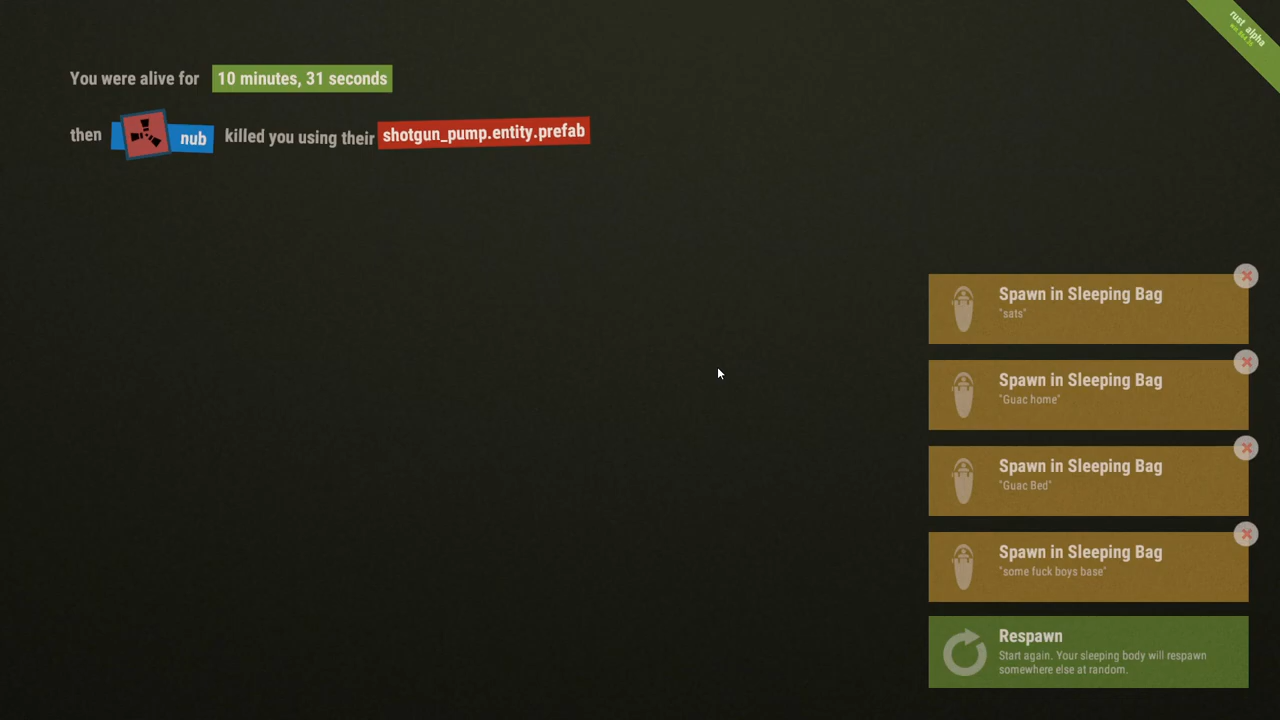 rust alpha
You were alive for 10 minutes, 31 seconds
then nub killed you using their shotgun_pump.entity.prefab
Spawn in Sleeping Bag
"sats"
Spawn in Sleeping Bag
"Guac home"
Spawn in Sleeping Bag
"Guac Bed"
Spawn in Sleeping Bag
"some fuck boys base"
Respawn
Start again. Your sleeping body will respawn
somewhere else at random.